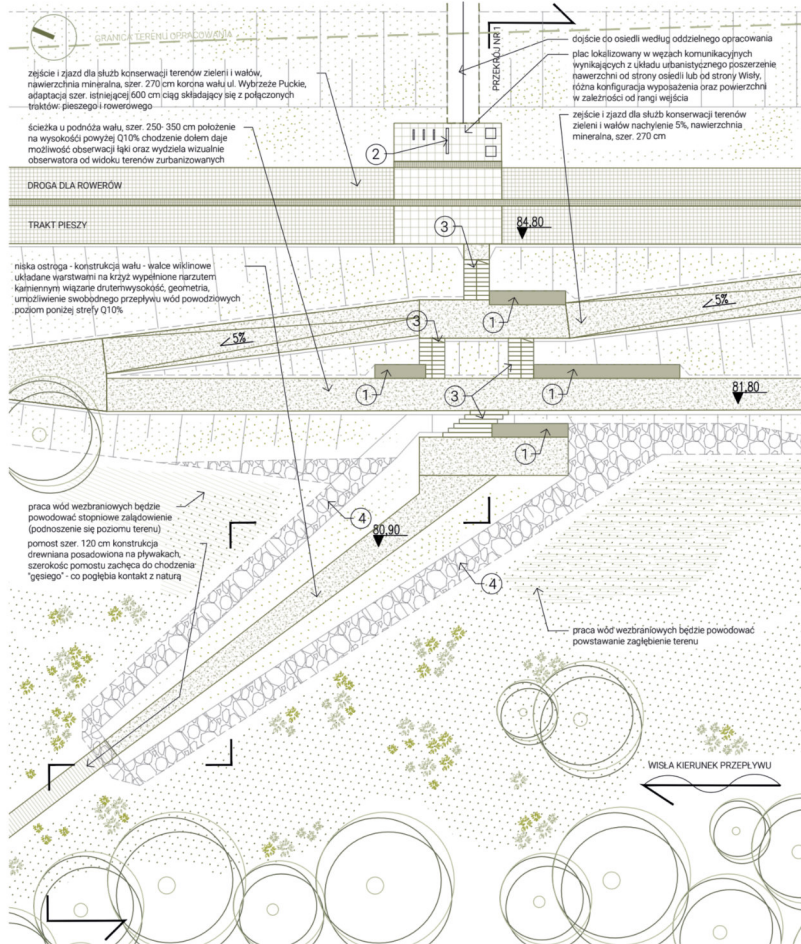 GRANICA TERENU OPRACOWANIA
PRZEKRÓJ NR 1
dojście do osiedli według oddzielnego opracowania
plac lokalizowany w węzach komunikacyjnych
wynikających z układu urbanistycznego poszerzenie
nawerzchni od strony osiedli lub od strony Wisły,
różna konfiguracja wyposażenia oraz powierzchni
w zależności od rangi wejścia
zejście i zjazd dla służb konserwacji terenów
zieleni i wałów nachylenie 5%, nawierzchnia
mineralna, szer. 270 cm
zejście i zjazd dla służb konserwacji terenów zieleni i wałów,
nawierzchnia mineralna, szer. 270 cm korona wału ul. Wybrzeże Puckie,
adaptacja szer. istniejącej 600 cm ciąg składający się z połączonych
traktów: pieszego i rowerowego
ścieżka u podnóża wału, szer. 250- 350 cm położenie
na wysokośći powyżej Q10% chodzenie dołem daje
możliwość obserwacji łąki oraz wydziela wizualnie
obserwatora od widoku terenów zurbanizowanych
2
DROGA DLA ROWERÓW
TRAKT PIESZY
3
84,80
niska ostroga - konstrukcja wału - walce wiklinowe
układane warstwami na krzyż wypełnione narzutem
kamiennym wiązane drutemwysokość, geometria,
umożliwienie swobodnego przepływu wód powodziowych
poziom poniżej strefy Q10%
5%
3
1
5%
1
3
1
81,80
1
praca wód wezbraniowych będzie
powodować stopniowe załądowienie
(podnoszenie się poziomu terenu)
4
80,90
pomost szer. 120 cm konstrukcja
drewniana posadowiona na pływakach,
szerokośc pomostu zachęca do chodzenia
"gęsiego" - co pogłębia kontakt z naturą
4
praca wód wezbraniowych będzie powodować
powstawanie zagłębienie terenu
WISŁA KIERUNEK PRZEPŁYWU